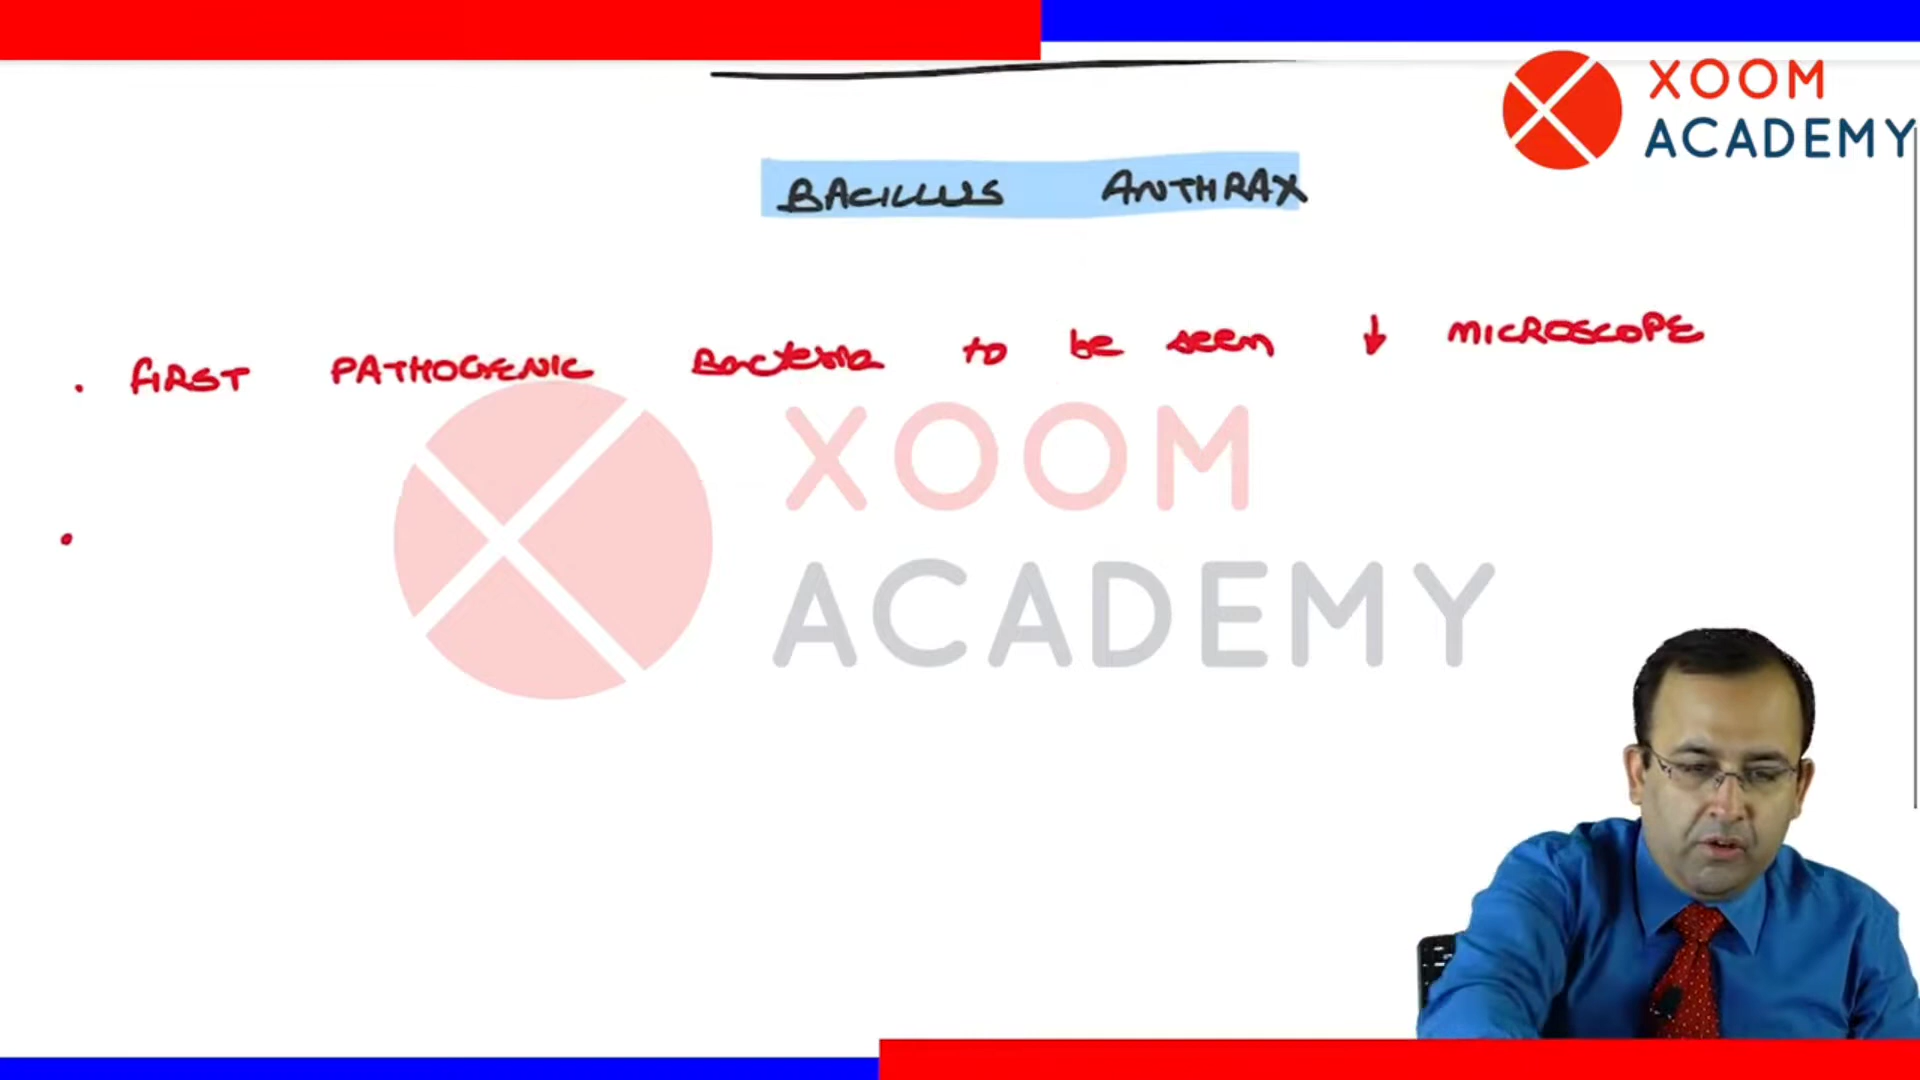 XOOM
ACADEMY
BACILLUS ANTHRAX
. FIRST PATHOGENIC Bacteria to be seen ↓ MICROSCOPE
XOOM
ACADEMY
•